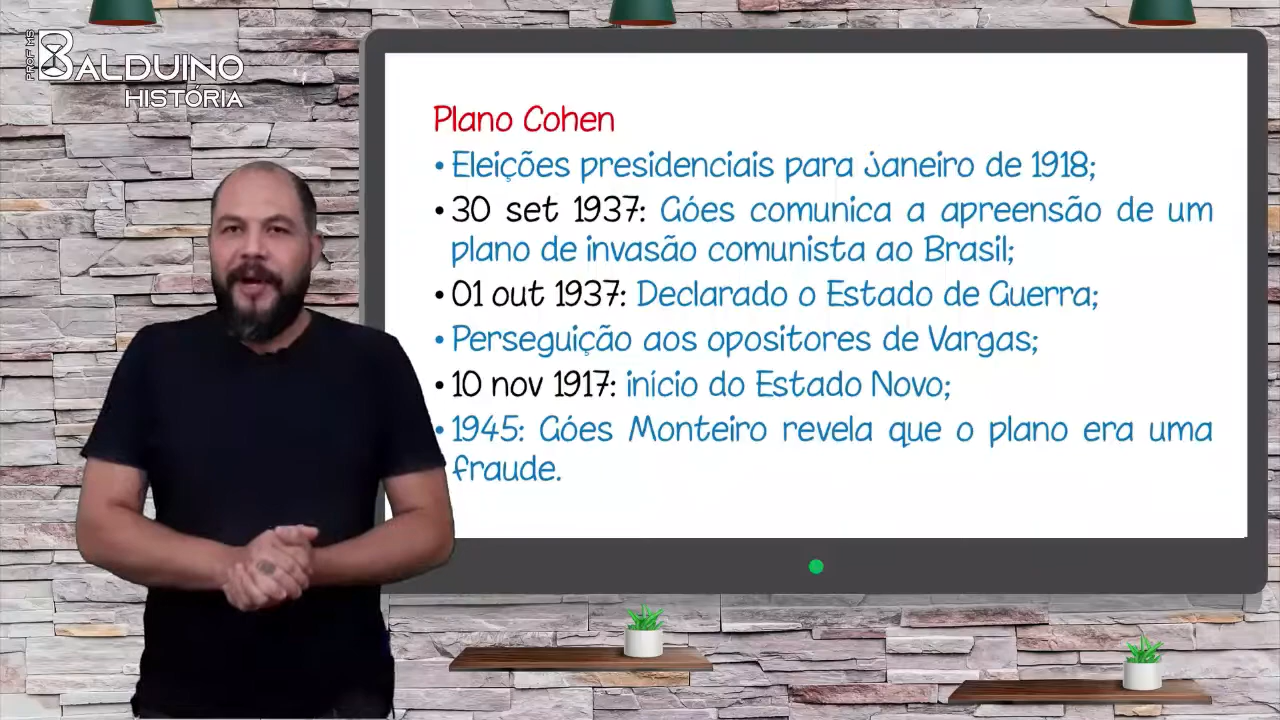 PROF MS
BALDUINO
HISTÓRIA
Plano Cohen
• Eleições presidenciais para janeiro de 1918;
• 30 set 1937: Góes comunica a apreensão de um
plano de invasão comunista ao Brasil;
• 01 out 1937: Declarado o Estado de Guerra;
• Perseguição aos opositores de Vargas;
• 10 nov 1917: início do Estado Novo;
• 1945: Góes Monteiro revela que o plano era uma
fraude.